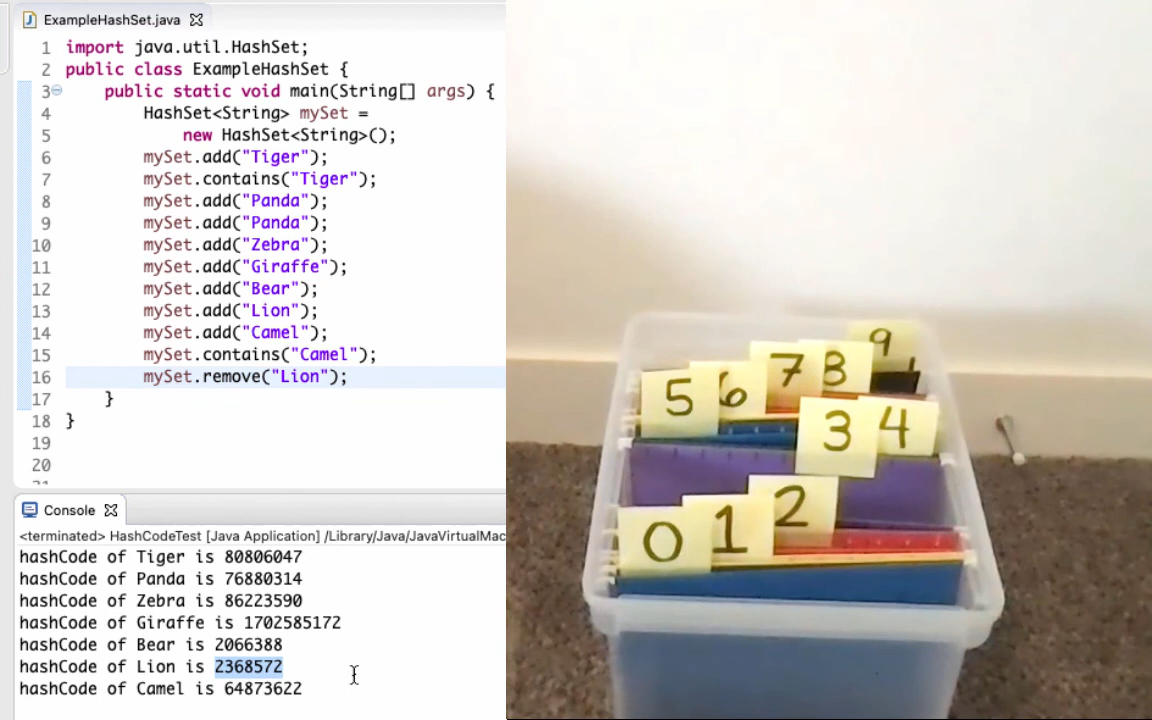 ExampleHashSet.java
1 import java.util.HashSet;
2 public class ExampleHashSet {
3 public static void main(String[] args) {
4 HashSet<String> mySet =
5 new HashSet<String>();
6 mySet.add("Tiger");
7 mySet.contains("Tiger");
8 mySet.add("Panda");
9 mySet.add("Panda");
10 mySet.add("Zebra");
11 mySet.add("Giraffe");
12 mySet.add("Bear");
13 mySet.add("Lion");
14 mySet.add("Camel");
15 mySet.contains("Camel");
16 mySet.remove("Lion");
17 }
18 }
19
20
Console
<terminated> HashCodeTest [Java Application] /Library/Java/JavaVirtualMac
hashCode of Tiger is 80806047
hashCode of Panda is 76880314
hashCode of Zebra is 86223590
hashCode of Giraffe is 1702585172
hashCode of Bear is 2066388
hashCode of Lion is 2368572
hashCode of Camel is 64873622
9
5 6 7 8
3 4
0 1 2